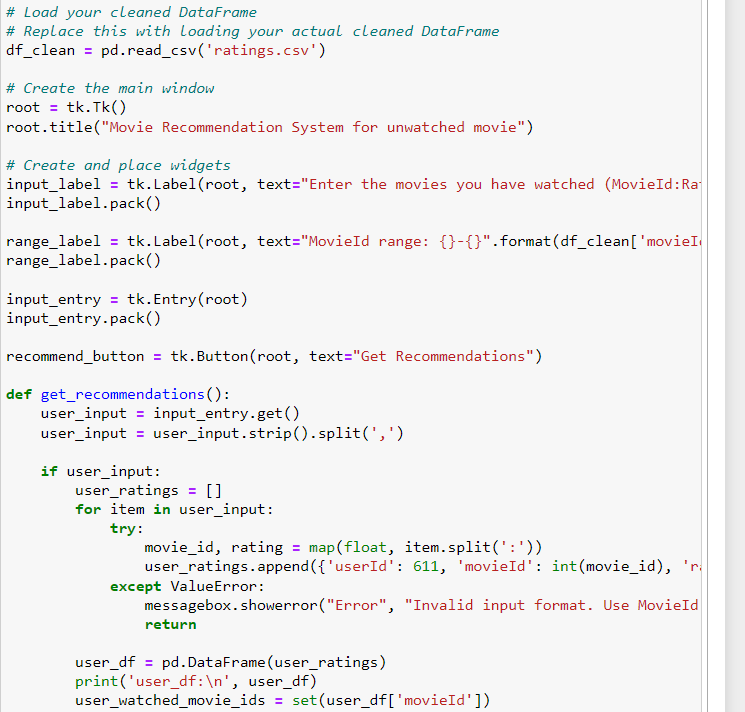 # Load your cleaned DataFrame
# Replace this with loading your actual cleaned DataFrame
df_clean = pd.read_csv('ratings.csv')

# Create the main window
root = tk.Tk()
root.title("Movie Recommendation System for unwatched movie")

# Create and place widgets
input_label = tk.Label(root, text="Enter the movies you have watched (MovieId:Ra
input_label.pack()

range_label = tk.Label(root, text="MovieId range: {}-{}".format(df_clean['movieI
range_label.pack()

input_entry = tk.Entry(root)
input_entry.pack()

recommend_button = tk.Button(root, text="Get Recommendations")

def get_recommendations():
    user_input = input_entry.get()
    user_input = user_input.strip().split(',')

    if user_input:
        user_ratings = []
        for item in user_input:
            try:
                movie_id, rating = map(float, item.split(':'))
                user_ratings.append({'userId': 611, 'movieId': int(movie_id), 'r
            except ValueError:
                messagebox.showerror("Error", "Invalid input format. Use MovieId
                return

        user_df = pd.DataFrame(user_ratings)
        print('user_df:\n', user_df)
        user_watched_movie_ids = set(user_df['movieId'])